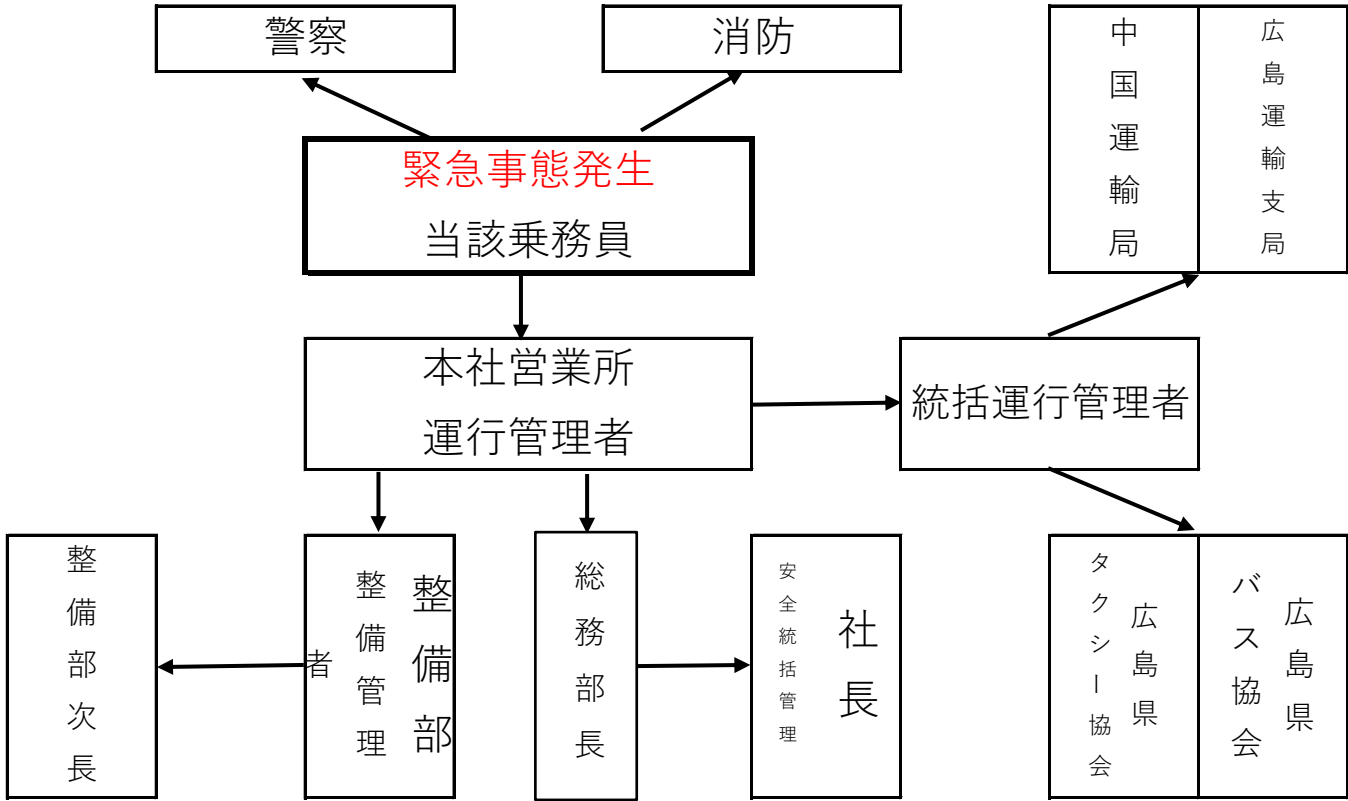 警察
消防
中国運輸局
広島運輸支局
緊急事態発生
当該乗務員
本社営業所
運行管理者
統括運行管理者
整備部次長
整備部
整備管理
者
総務部長
社長
安全統括管理
広島県
タクシー協会
広島県
バス協会